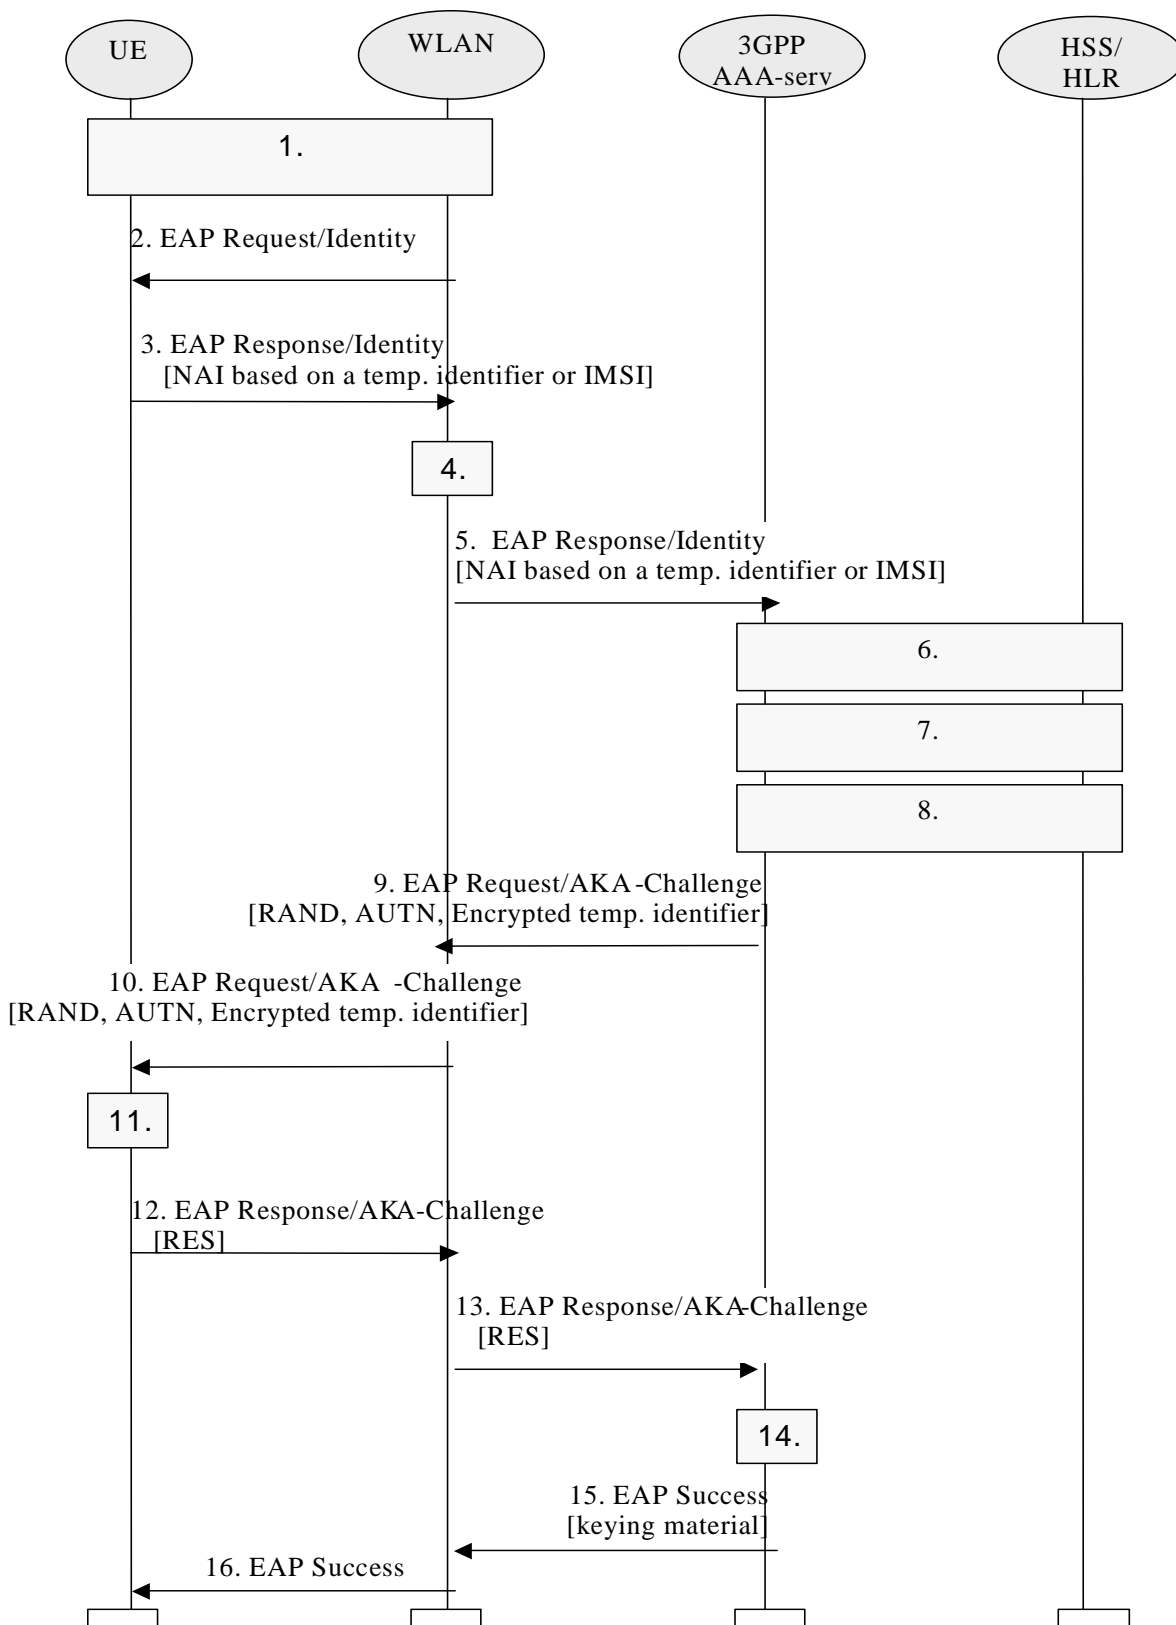 UE
WLAN
3GPP
AAA-serv
HSS/
HLR
1.
2. EAP Request/Identity
3. EAP Response/Identity
[NAI based on a temp. identifier or IMSI]
4.
5. EAP Response/Identity
[NAI based on a temp. identifier or IMSI]
6.
7.
8.
9. EAP Request/AKA-Challenge
[RAND, AUTN, Encrypted temp. identifier]
10. EAP Request/AKA -Challenge
[RAND, AUTN, Encrypted temp. identifier]
11.
12. EAP Response/AKA-Challenge
[RES]
13. EAP Response/AKA-Challenge
[RES]
14.
15. EAP Success
[keying material]
16. EAP Success